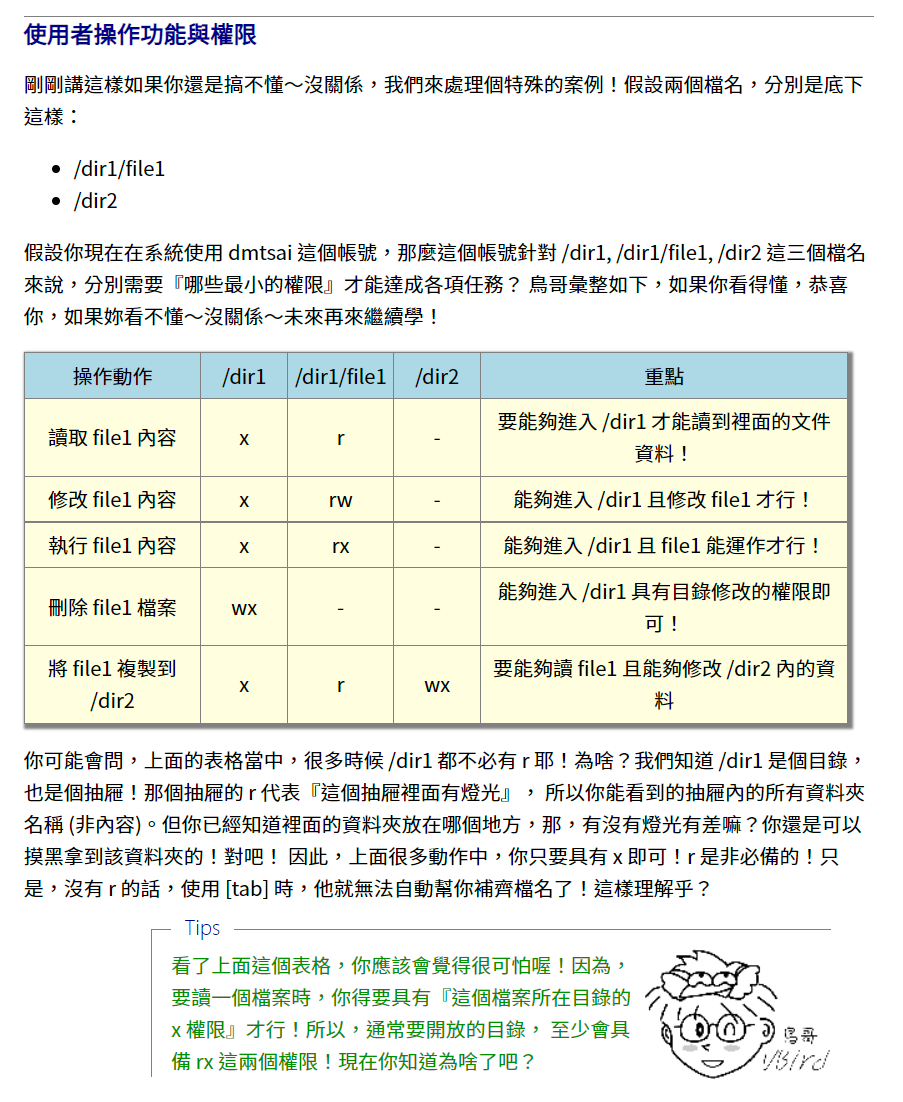 使用者操作功能與權限
剛剛講這樣如果你還是搞不懂～沒關係，我們來處理個特殊的案例！假設兩個檔名，分別是底下
這樣：
• /dir1/file1
• /dir2
假設你現在在系統使用 dmtsai 這個帳號，那麼這個帳號針對 /dir1, /dir1/file1, /dir2 這三個檔名
來說，分別需要『哪些最小的權限』才能達成各項任務？ 鳥哥彙整如下，如果你看得懂，恭喜
你，如果妳看不懂～沒關係～未來再來繼續學！
操作動作 /dir1 /dir1/file1 /dir2 重點
讀取 file1 內容 x r - 要能夠進入 /dir1 才能讀到裡面的文件
資料！
修改 file1 內容 x rw - 能夠進入 /dir1 且修改 file1 才行！
執行 file1 內容 x rx - 能夠進入 /dir1 且 file1 能運作才行！
刪除 file1 檔案 wx - - 能夠進入 /dir1 具有目錄修改的權限即
可！
將 file1 複製到
/dir2 x r wx 要能夠讀 file1 且能夠修改 /dir2 內的資
料
你可能會問，上面的表格當中，很多時候 /dir1 都不必有 r 耶！為啥？我們知道 /dir1 是個目錄，
也是個抽屜！那個抽屜的 r 代表『這個抽屜裡面有燈光』， 所以你能看到的抽屜內的所有資料夾
名稱 (非內容)。但你已經知道裡面的資料夾放在哪個地方，那，有沒有燈光有差嘛？你還是可以
摸黑拿到該資料夾的！對吧！ 因此，上面很多動作中，你只要具有 x 即可！r 是非必備的！只
是，沒有 r 的話，使用 [tab] 時，他就無法自動幫你補齊檔名了！這樣理解乎？
Tips
看了上面這個表格，你應該會覺得很可怕喔！因為，
要讀一個檔案時，你得要具有『這個檔案所在目錄的
x 權限』才行！所以，通常要開放的目錄， 至少會具
備 rx 這兩個權限！現在你知道為啥了吧？
鳥哥
VBird